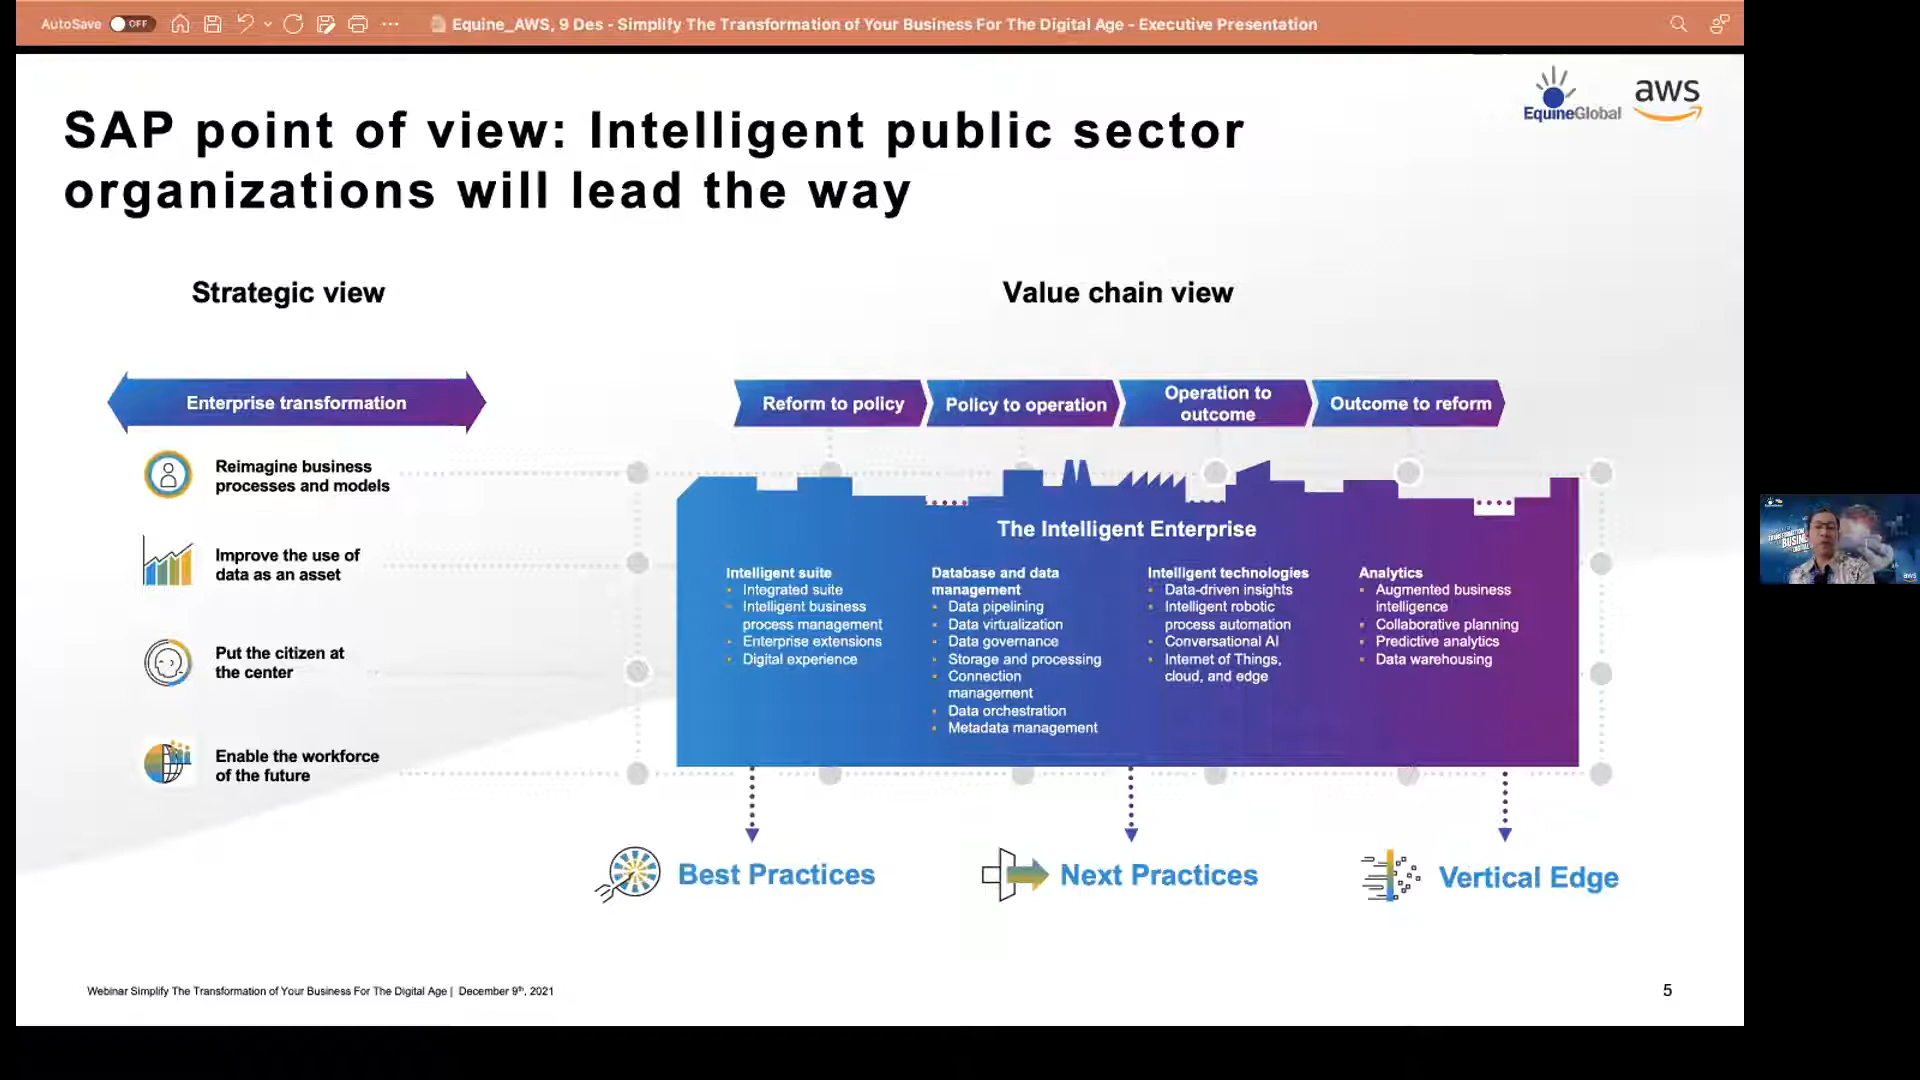 AutoSave OFF
Equine_AWS, 9 Des - Simplify The Transformation of Your Business For The Digital Age - Executive Presentation
EquineGlobal
aws
SAP point of view: Intelligent public sector
organizations will lead the way
Strategic view
Value chain view
Enterprise transformation
Reform to policy
Policy to operation
Operation to
outcome
Outcome to reform
Reimagine business
processes and models
Improve the use of
data as an asset
Put the citizen at
the center
Enable the workforce
of the future
The Intelligent Enterprise
Intelligent suite
Integrated suite
Intelligent business
process management
Enterprise extensions
Digital experience
Database and data
management
Data pipelining
Data virtualization
Data governance
Storage and processing
Connection
management
Data orchestration
Metadata management
Intelligent technologies
Data-driven insights
Intelligent robotic
process automation
Conversational AI
Internet of Things,
cloud, and edge
Analytics
Augmented business
intelligence
Collaborative planning
Predictive analytics
Data warehousing
Best Practices
Next Practices
Vertical Edge
Webinar Simplify The Transformation of Your Business For The Digital Age | December 9th, 2021
5
aws